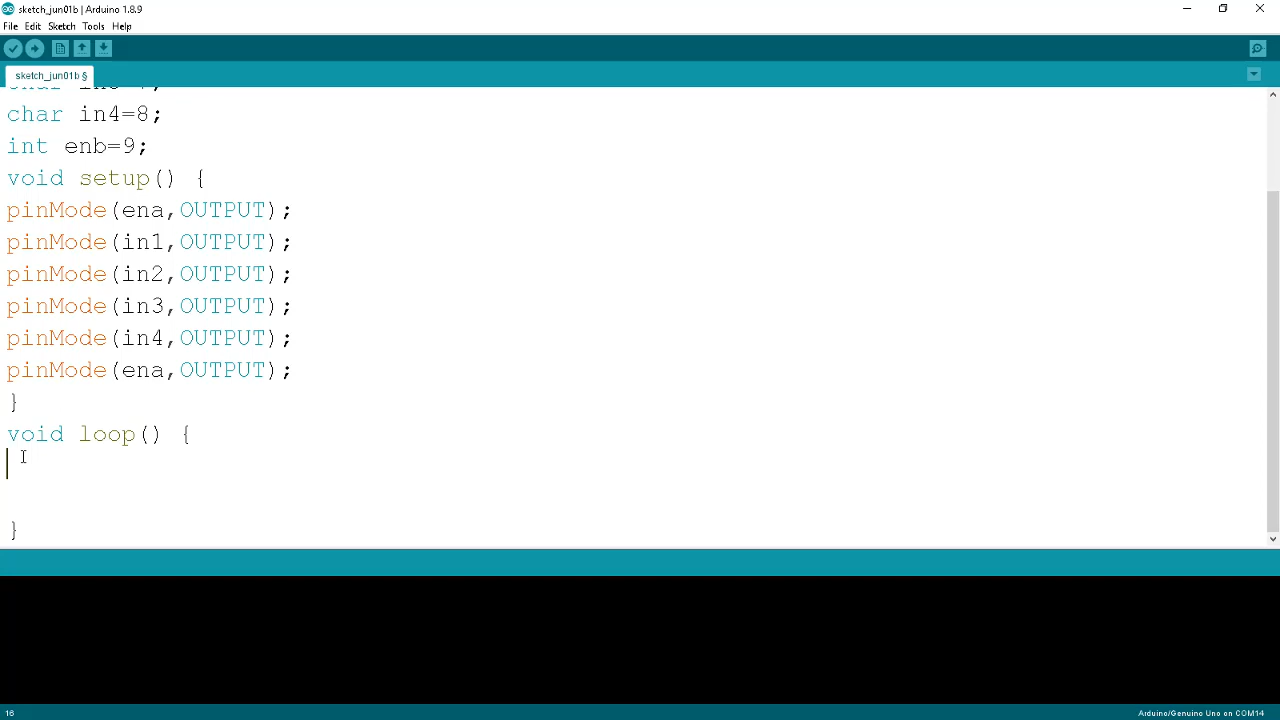 sketch_jun01b | Arduino 1.8.9
File Edit Sketch Tools Help
sketch_jun01b §
char in4=8;
int enb=9;
void setup() {
pinMode(ena,OUTPUT);
pinMode(in1,OUTPUT);
pinMode(in2,OUTPUT);
pinMode(in3,OUTPUT);
pinMode(in4,OUTPUT);
pinMode(ena,OUTPUT);
}
void loop() {
}
16
Arduino/Genuino Uno on COM14